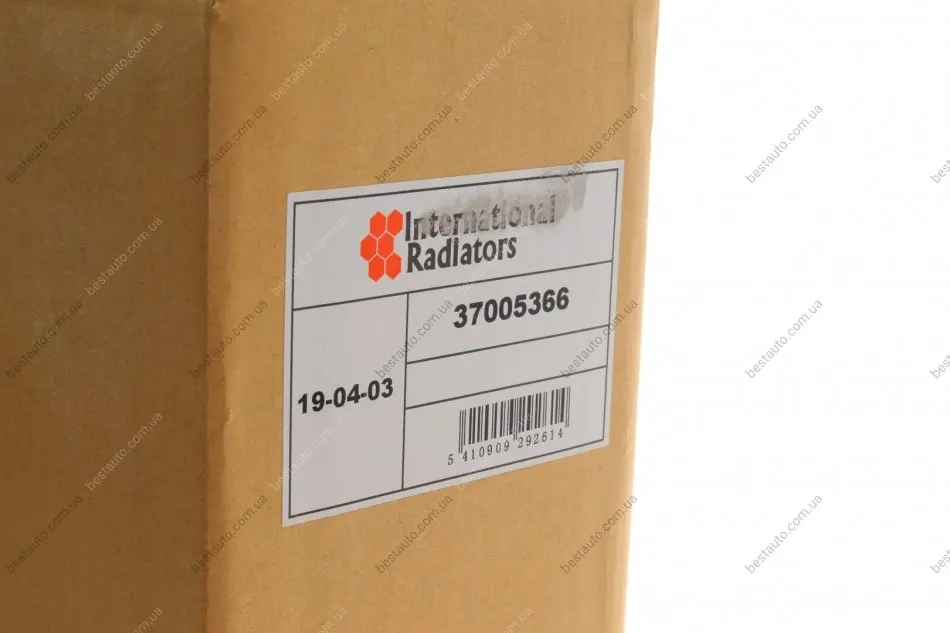 International
Radiators
37005366
19-04-03
5 410909 292614
bestauto.com.ua